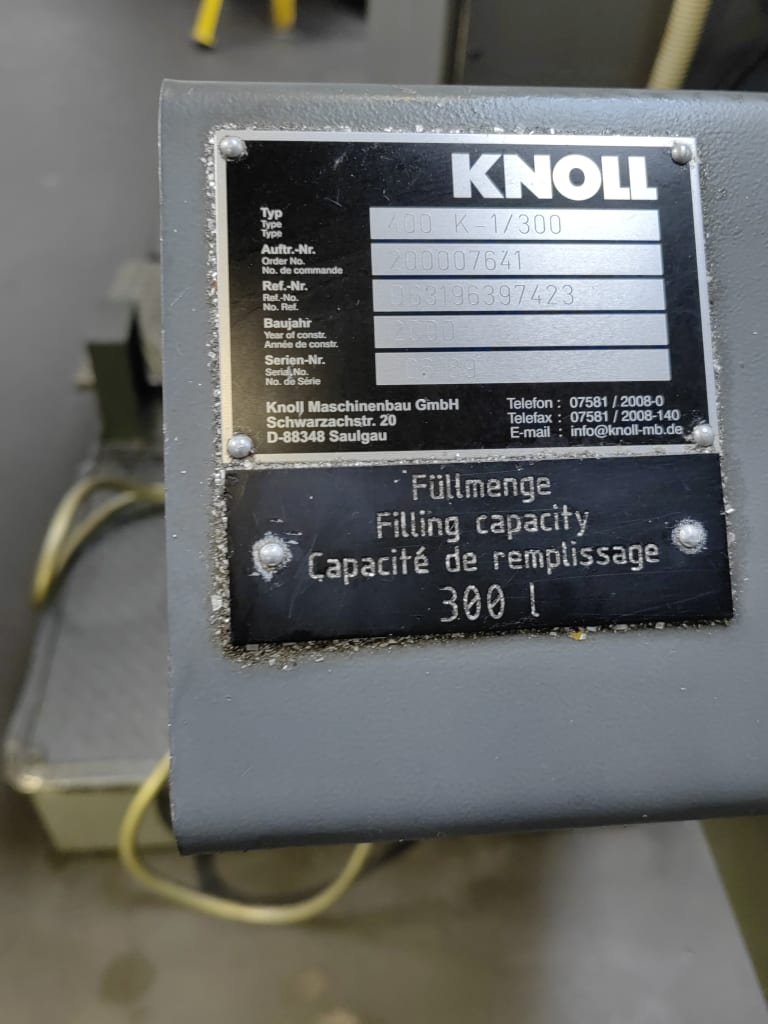 KNOLL
Typ
Type
Type
400 K-1/300
Auftr.-Nr.
Order No.
No. de commande
200007641
Ref.-Nr.
Ref.-No.
No. Ref.
063196397423
Baujahr
Year of constr.
Année de constr.
2000
Serien-Nr.
Serial No.
No. de Série
Knoll Maschinenbau GmbH
Schwarzachstr. 20
D-88348 Saulgau
Telefon : 07581 / 2008-0
Telefax : 07581 / 2008-140
E-mail : info@knoll-mb.de
Füllmenge
Filling capacity
Capacité de remplissage
300 l